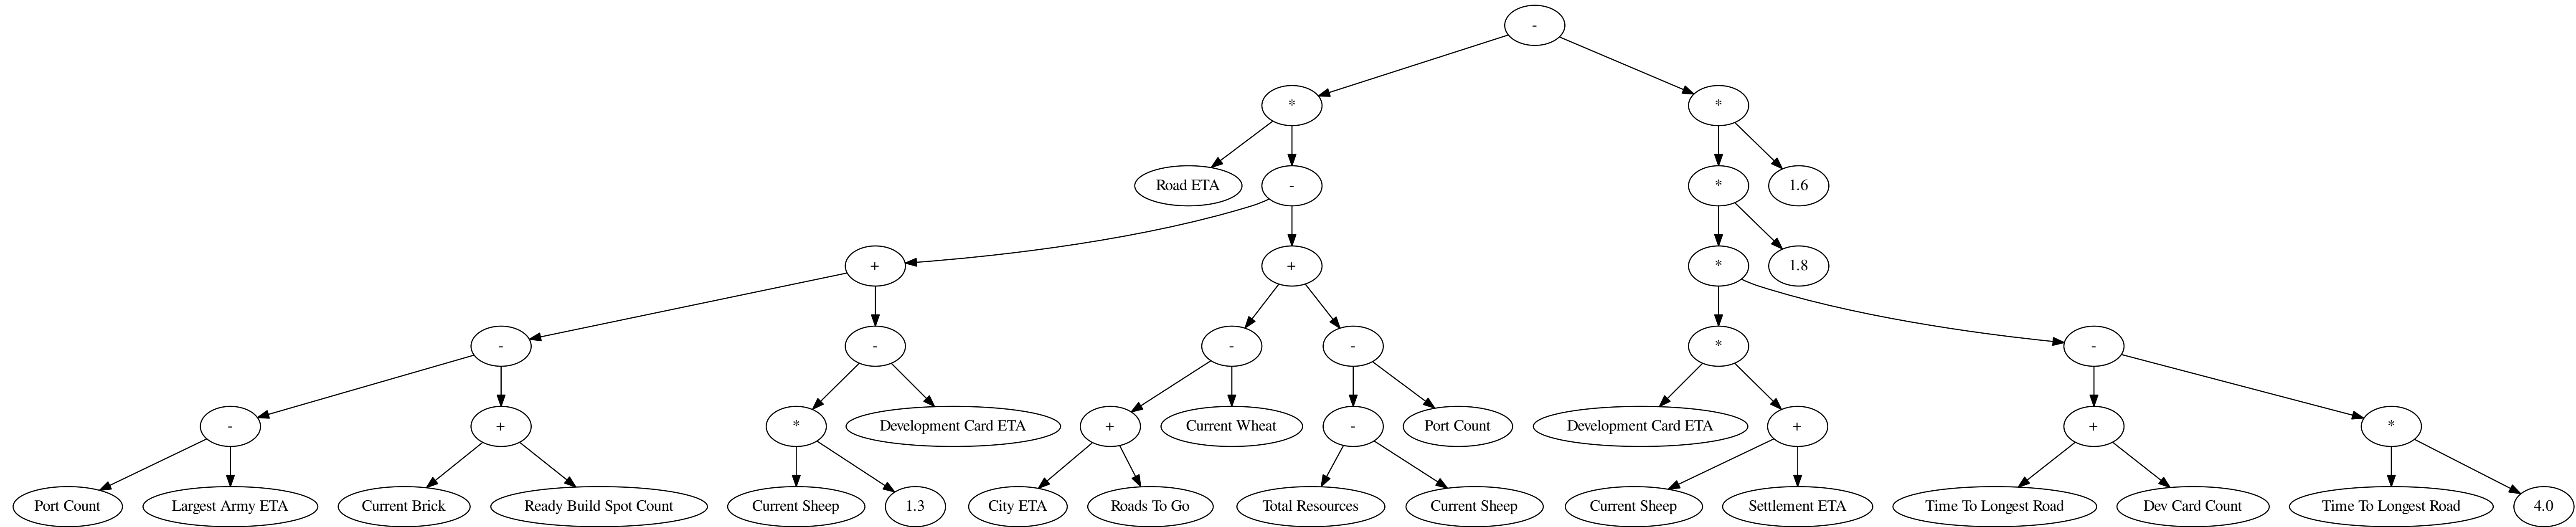 -
* *
Road ETA - * 1.6
+ + * 1.8
- - - - * -
- + * Development Card ETA + Current Wheat - Port Count Development Card ETA + + *
Port Count Largest Army ETA Current Brick Ready Build Spot Count Current Sheep 1.3 City ETA Roads To Go Total Resources Current Sheep Current Sheep Settlement ETA Time To Longest Road Dev Card Count Time To Longest Road 4.0